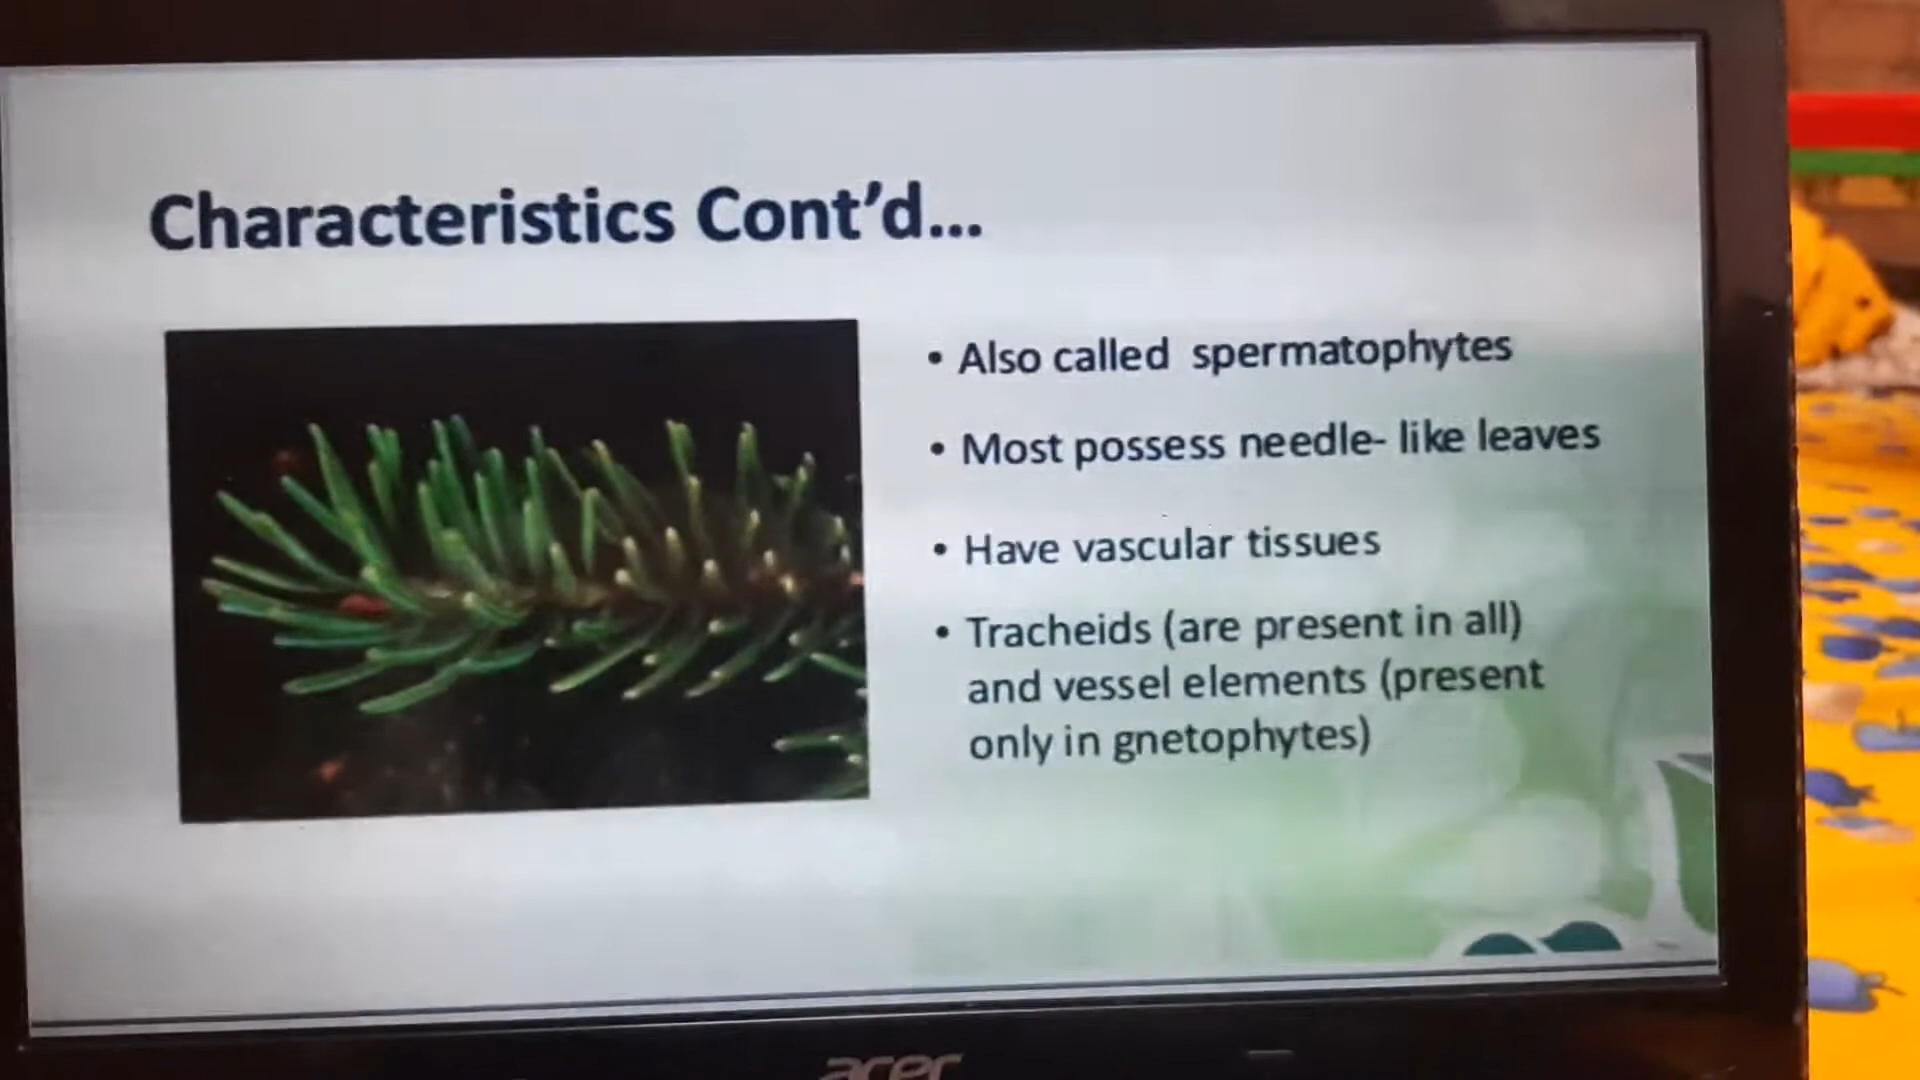 Characteristics Cont’d...
• Also called spermatophytes
• Most possess needle- like leaves
• Have vascular tissues
• Tracheids (are present in all)
and vessel elements (present
only in gnetophytes)
acer